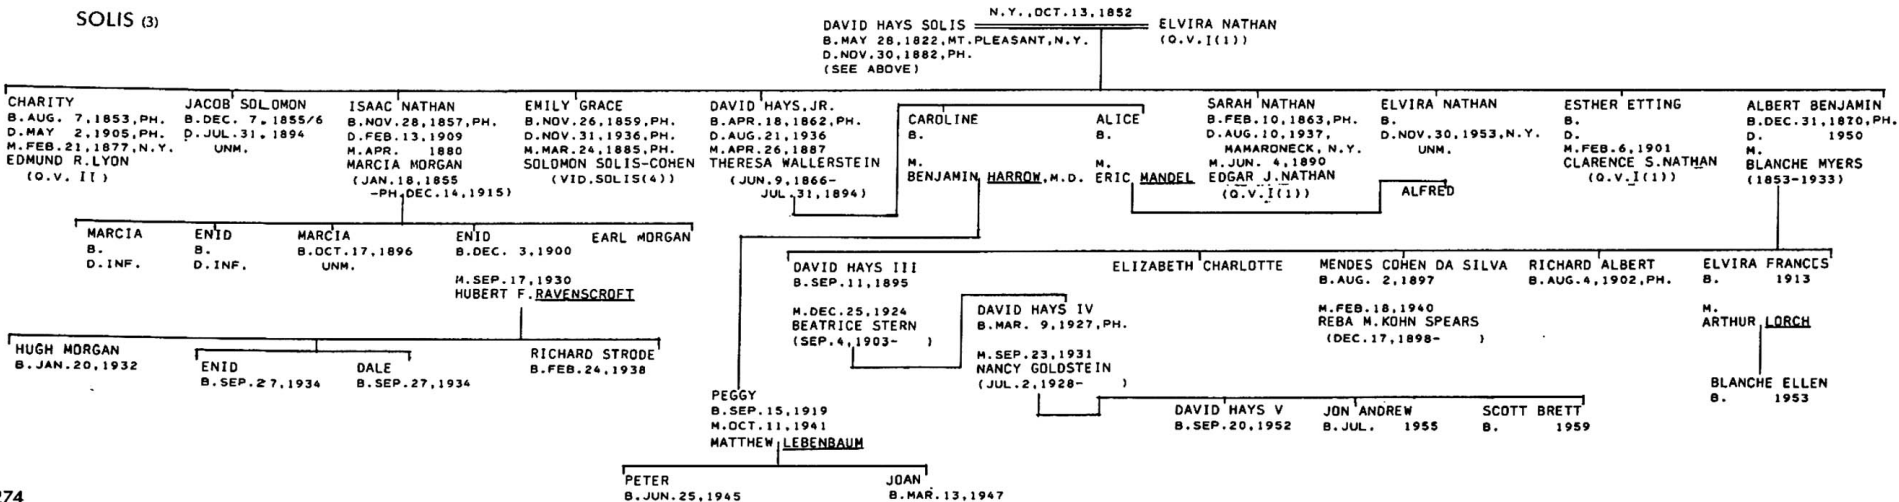 SOLIS (3)
N.Y.,OCT.13,1852
DAVID HAYS SOLIS
B.MAY 28,1822,MT.PLEASANT,N.Y.
D.NOV.30,1882,PH.
(SEE ABOVE)
ELVIRA NATHAN
(Q.V.I(1))
CHARITY
B.AUG. 7,1853,PH.
D.MAY 2,1905,PH.
M.FEB.21,1877,N.Y.
EDMUND R.LYON
(Q.V. II)
JACOB SOLOMON
B.DEC. 7,1855/6
D.JUL.31,1894
UNM.
ISAAC NATHAN
B.NOV.28,1857,PH.
D.FEB.13,1909
M.APR. 1880
MARCIA MORGAN
(JAN.18,1855
-PH,DEC.14,1915)
EMILY GRACE
B.NOV.26,1859,PH.
D.NOV.31,1936,PH.
M.MAR.24,1885,PH.
SOLOMON SOLIS-COHEN
(VID.SOLIS(4))
DAVID HAYS,JR.
B.APR.18,1862,PH.
D.AUG.21,1936
M.APR.26,1887
THERESA WALLERSTEIN
(JUN.9,1866-
JUL.31,1894)
CAROLINE
B.
M.
BENJAMIN HARROW,M.D.
ALICE
B.
M.
ERIC MANDEL
SARAH NATHAN
B.FEB.10,1863,PH.
D.AUG.10,1937,
MAMARONECK, N.Y.
M.JUN. 4,1890
EDGAR J.NATHAN
(Q.V.I(1))
ALFRED
ELVIRA NATHAN
B.
D.NOV.30,1953,N.Y.
UNM.
ESTHER ETTING
B.
D.
M.FEB.6,1901
CLARENCE S.NATHAN
(Q.V.I(1))
ALBERT BENJAMIN
B.DEC.31,1870,PH.
D. 1950
M.
BLANCHE MYERS
(1853-1933)
MARCIA
B.
D.INF.
ENID
B.
D.INF.
MARCIA
B.OCT.17,1896
UNM.
ENID
B.DEC. 3,1900
M.SEP.17,1930
HUBERT F.RAVENSCROFT
EARL MORGAN
DAVID HAYS III
B.SEP.11,1895
M.DEC.25,1924
BEATRICE STERN
(SEP.4,1903- )
ELIZABETH CHARLOTTE
MENDES COHEN DA SILVA
B.AUG. 2,1897
M.FEB.18,1940
REBA M.KOHN SPEARS
(DEC.17,1898- )
RICHARD ALBERT
B.AUG.4,1902,PH.
ELVIRA FRANCES
B. 1913
M.
ARTHUR LORCH
DAVID HAYS IV
B.MAR. 9,1927,PH.
M.SEP.23,1931
NANCY GOLDSTEIN
(JUL.2,1928- )
HUGH MORGAN
B.JAN.20,1932
ENID
B.SEP.27,1934
DALE
B.SEP.27,1934
RICHARD STRODE
B.FEB.24,1938
PEGGY
B.SEP.15,1919
M.OCT.11,1941
MATTHEW LEBENBAUM
BLANCHE ELLEN
B. 1953
DAVID HAYS V
B.SEP.20,1952
JON ANDREW
B.JUL. 1955
SCOTT BRETT
B. 1959
PETER
B.JUN.25,1945
JOAN
B.MAR.13,1947
274